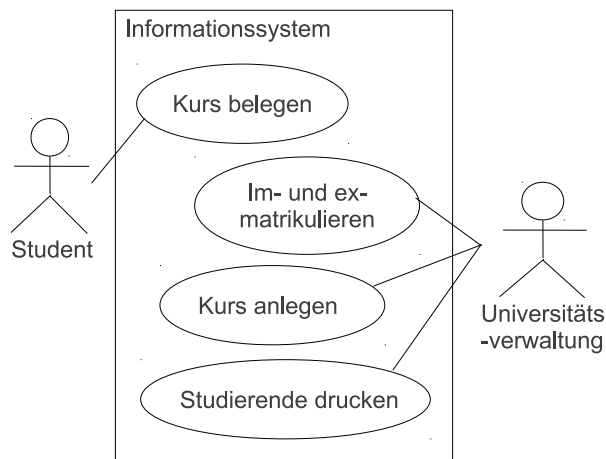 Informationssystem
Kurs belegen
Im- und ex-
matrikulieren
Student
Kurs anlegen
Universitäts
-verwaltung
Studierende drucken